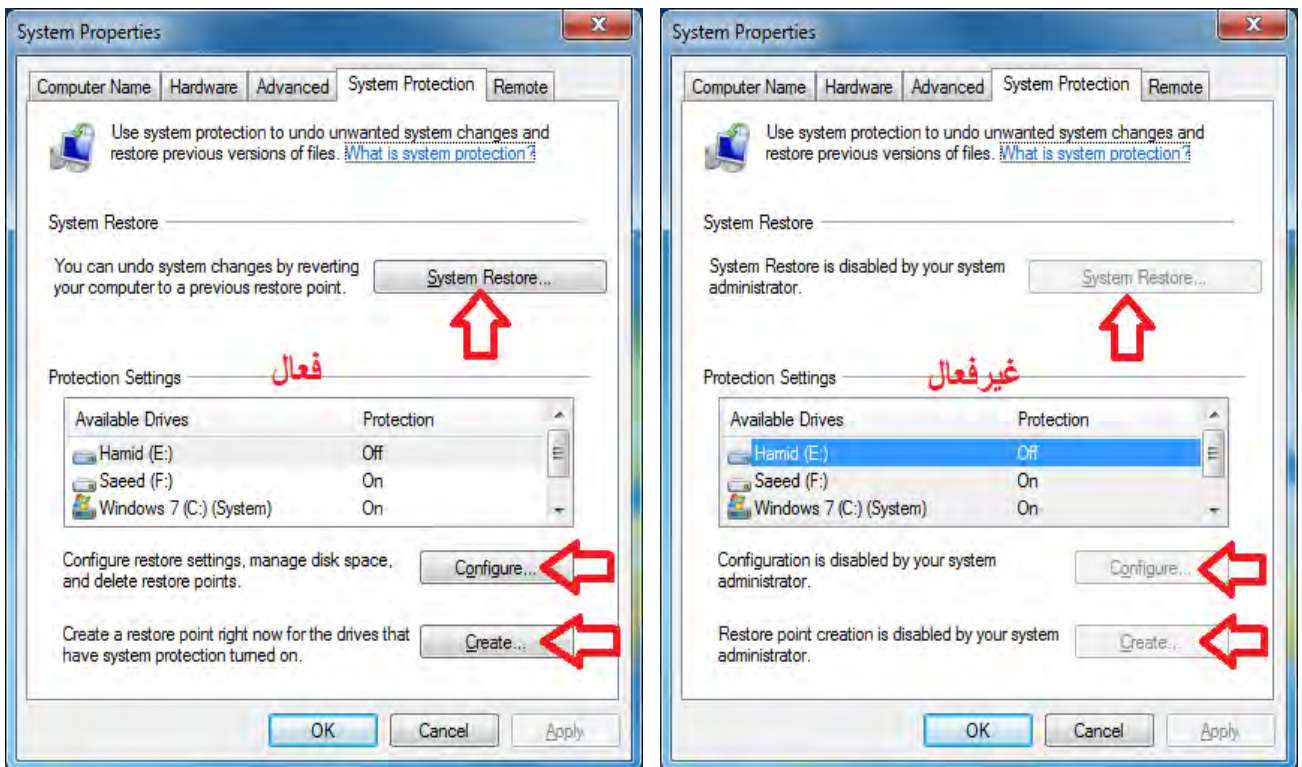 System Properties
Computer Name Hardware Advanced System Protection Remote
Use system protection to undo unwanted system changes and
restore previous versions of files. What is system protection?
System Restore
You can undo system changes by reverting
your computer to a previous restore point.
System Restore...
فعال
Protection Settings
Available Drives Protection
Hamid (E:) Off
Saeed (F:) On
Windows 7 (C:) (System) On
Configure restore settings, manage disk space,
and delete restore points.
Configure...
Create a restore point right now for the drives that
have system protection turned on.
Create...
OK Cancel Apply
System Properties
Computer Name Hardware Advanced System Protection Remote
Use system protection to undo unwanted system changes and
restore previous versions of files. What is system protection?
System Restore
System Restore is disabled by your system
administrator.
System Restore...
غیرفعال
Protection Settings
Available Drives Protection
Hamid (E:) Off
Saeed (F:) On
Windows 7 (C:) (System) On
Configuration is disabled by your system
administrator.
Configure...
Restore point creation is disabled by your system
administrator.
Create...
OK Cancel Apply